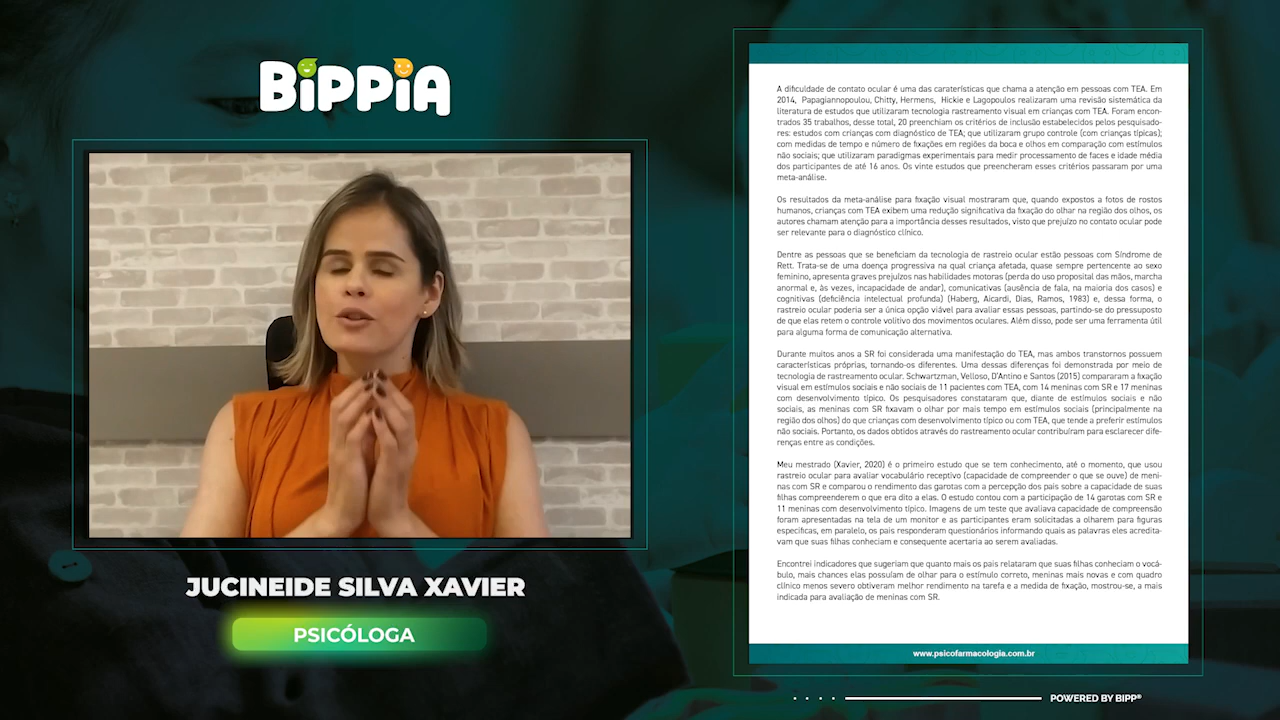 BiPPiA
JUCINEIDE SILVA XAVIER
PSICÓLOGA
A dificuldade de contato ocular é uma das caraterísticas que chama a atenção em pessoas com TEA. Em
2014, Papagiannopoulou, Chitty, Hermens, Hickie e Lagopoulos realizaram uma revisão sistemática da
literatura de estudos que utilizaram tecnologia rastreamento visual em crianças com TEA. Foram encon-
trados 35 trabalhos, desse total, 20 preenchiam os critérios de inclusão estabelecidos pelos pesquisado-
res: estudos com crianças com diagnóstico de TEA; que utilizaram grupo controle (com crianças típicas);
com medidas de tempo e número de fixações em regiões da boca e olhos em comparação com estímulos
não sociais; que utilizaram paradigmas experimentais para medir processamento de faces e idade média
dos participantes de até 16 anos. Os vinte estudos que preencheram esses critérios passaram por uma
meta-análise.
Os resultados da meta-análise para fixação visual mostraram que, quando expostos a fotos de rostos
humanos, crianças com TEA exibem uma redução significativa da fixação do olhar na região dos olhos, os
autores chamam atenção para a importância desses resultados, visto que prejuízo no contato ocular pode
ser relevante para o diagnóstico clínico.
Dentre as pessoas que se beneficiam da tecnologia de rastreio ocular estão pessoas com Síndrome de
Rett. Trata-se de uma doença progressiva na qual criança afetada, quase sempre pertencente ao sexo
feminino, apresenta graves prejuízos nas habilidades motoras (perda do uso proposital das mãos, marcha
anormal e, às vezes, incapacidade de andar), comunicativas (ausência de fala, na maioria dos casos) e
cognitivas (deficiência intelectual profunda) (Haberg, Aicardi, Dias, Ramos, 1983) e, dessa forma, o
rastreio ocular poderia ser a única opção viável para avaliar essas pessoas, partindo-se do pressuposto
de que elas retem o controle volitivo dos movimentos oculares. Além disso, pode ser uma ferramenta útil
para alguma forma de comunicação alternativa.
Durante muitos anos a SR foi considerada uma manifestação do TEA, mas ambos transtornos possuem
características próprias, tornando-os diferentes. Uma dessas diferenças foi demonstrada por meio de
tecnologia de rastreamento ocular. Schwartzman, Velloso, D'Antino e Santos (2015) compararam a fixação
visual em estímulos sociais e não sociais de 11 pacientes com TEA, com 14 meninas com SR e 17 meninas
com desenvolvimento típico. Os pesquisadores constataram que, diante de estímulos sociais e não
sociais, as meninas com SR fixavam o olhar por mais tempo em estímulos sociais (principalmente na
região dos olhos) do que crianças com desenvolvimento típico ou com TEA, que tende a preferir estímulos
não sociais. Portanto, os dados obtidos através do rastreamento ocular contribuíram para esclarecer dife-
renças entre as condições.
Meu mestrado (Xavier, 2020) é o primeiro estudo que se tem conhecimento, até o momento, que usou
rastreio ocular para avaliar vocabulário receptivo (capacidade de compreender o que se ouve) de meni-
nas com SR e comparou o rendimento das garotas com a percepção dos pais sobre a capacidade de suas
filhas compreenderem o que era dito a elas. O estudo contou com a participação de 14 garotas com SR e
11 meninas com desenvolvimento típico. Imagens de um teste que avaliava capacidade de compreensão
foram apresentadas na tela de um monitor e as participantes eram solicitadas a olharem para figuras
específicas, em paralelo, os pais responderam questionários informando quais as palavras eles acredita-
vam que suas filhas conheciam e consequente acertaria ao serem avaliadas.
Encontrei indicadores que sugeriam que quanto mais os pais relataram que suas filhas conheciam o vocá-
bulo, mais chances elas possuíam de olhar para o estímulo correto, meninas mais novas e com quadro
clínico menos severo obtiveram melhor rendimento na tarefa e a medida de fixação, mostrou-se, a mais
indicada para avaliação de meninas com SR.
www.psicofarmacologia.com.br
POWERED BY BIPP®